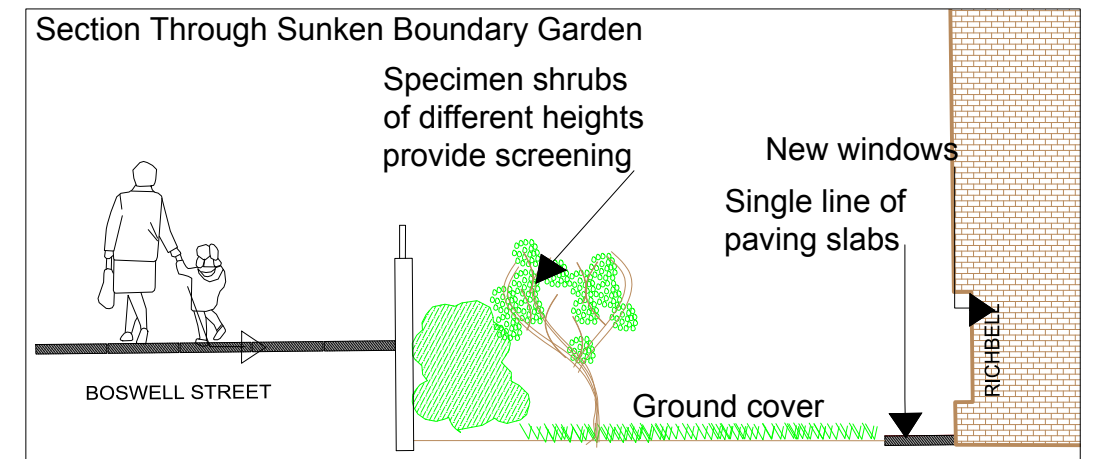 Section Through Sunken Boundary Garden
Specimen shrubs
of different heights
provide screening
New windows
Single line of
paving slabs
RICHBELL
BOSWELL STREET
Ground cover